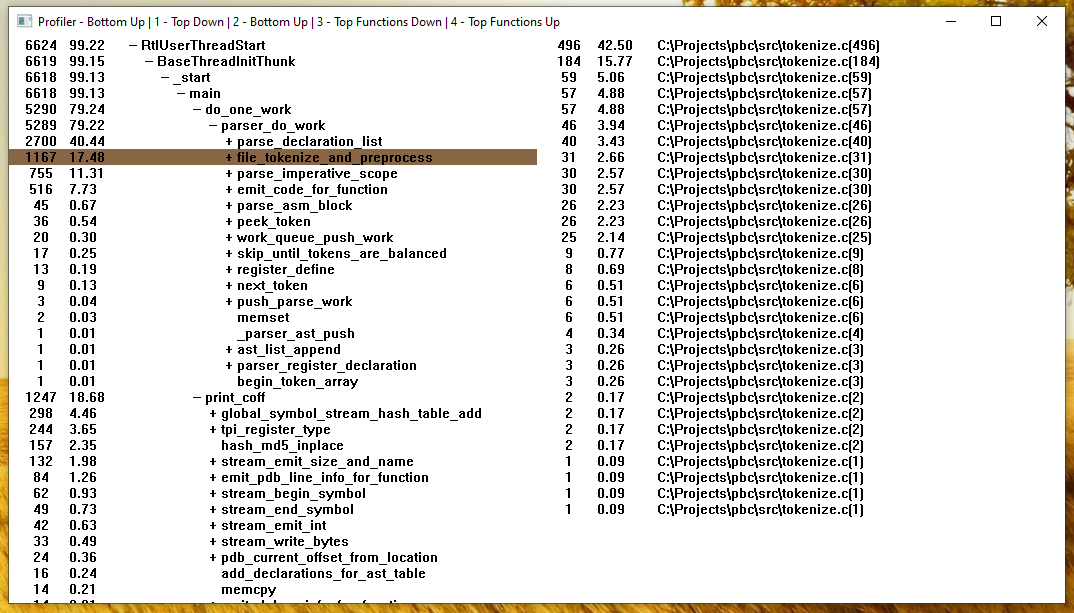 Profiler - Bottom Up | 1 - Top Down | 2 - Bottom Up | 3 - Top Functions Down | 4 - Top Functions Up
6624 99.22 − RtlUserThreadStart 496 42.50 C:\Projects\pbc\src\tokenize.c(496)
6619 99.15 − BaseThreadInitThunk 184 15.77 C:\Projects\pbc\src\tokenize.c(184)
6618 99.13 − _start 59 5.06 C:\Projects\pbc\src\tokenize.c(59)
6618 99.13 − main 57 4.88 C:\Projects\pbc\src\tokenize.c(57)
5290 79.24 − do_one_work 57 4.88 C:\Projects\pbc\src\tokenize.c(57)
5289 79.22 − parser_do_work 46 3.94 C:\Projects\pbc\src\tokenize.c(46)
2700 40.44 + parse_declaration_list 40 3.43 C:\Projects\pbc\src\tokenize.c(40)
1167 17.48 + file_tokenize_and_preprocess 31 2.66 C:\Projects\pbc\src\tokenize.c(31)
755 11.31 + parse_imperative_scope 30 2.57 C:\Projects\pbc\src\tokenize.c(30)
516 7.73 + emit_code_for_function 30 2.57 C:\Projects\pbc\src\tokenize.c(30)
45 0.67 + parse_asm_block 26 2.23 C:\Projects\pbc\src\tokenize.c(26)
36 0.54 + peek_token 26 2.23 C:\Projects\pbc\src\tokenize.c(26)
20 0.30 + work_queue_push_work 25 2.14 C:\Projects\pbc\src\tokenize.c(25)
17 0.25 + skip_until_tokens_are_balanced 9 0.77 C:\Projects\pbc\src\tokenize.c(9)
13 0.19 + register_define 8 0.69 C:\Projects\pbc\src\tokenize.c(8)
9 0.13 + next_token 6 0.51 C:\Projects\pbc\src\tokenize.c(6)
3 0.04 + push_parse_work 6 0.51 C:\Projects\pbc\src\tokenize.c(6)
2 0.03 memset 6 0.51 C:\Projects\pbc\src\tokenize.c(6)
1 0.01 _parser_ast_push 4 0.34 C:\Projects\pbc\src\tokenize.c(4)
1 0.01 + ast_list_append 3 0.26 C:\Projects\pbc\src\tokenize.c(3)
1 0.01 + parser_register_declaration 3 0.26 C:\Projects\pbc\src\tokenize.c(3)
1 0.01 begin_token_array 3 0.26 C:\Projects\pbc\src\tokenize.c(3)
1247 18.68 − print_coff 2 0.17 C:\Projects\pbc\src\tokenize.c(2)
298 4.46 + global_symbol_stream_hash_table_add 2 0.17 C:\Projects\pbc\src\tokenize.c(2)
244 3.65 + tpi_register_type 2 0.17 C:\Projects\pbc\src\tokenize.c(2)
157 2.35 hash_md5_inplace 2 0.17 C:\Projects\pbc\src\tokenize.c(2)
132 1.98 + stream_emit_size_and_name 1 0.09 C:\Projects\pbc\src\tokenize.c(1)
84 1.26 + emit_pdb_line_info_for_function 1 0.09 C:\Projects\pbc\src\tokenize.c(1)
62 0.93 + stream_begin_symbol 1 0.09 C:\Projects\pbc\src\tokenize.c(1)
49 0.73 + stream_end_symbol 1 0.09 C:\Projects\pbc\src\tokenize.c(1)
42 0.63 + stream_emit_int
33 0.49 + stream_write_bytes
24 0.36 + pdb_current_offset_from_location
16 0.24 add_declarations_for_ast_table
14 0.21 memcpy